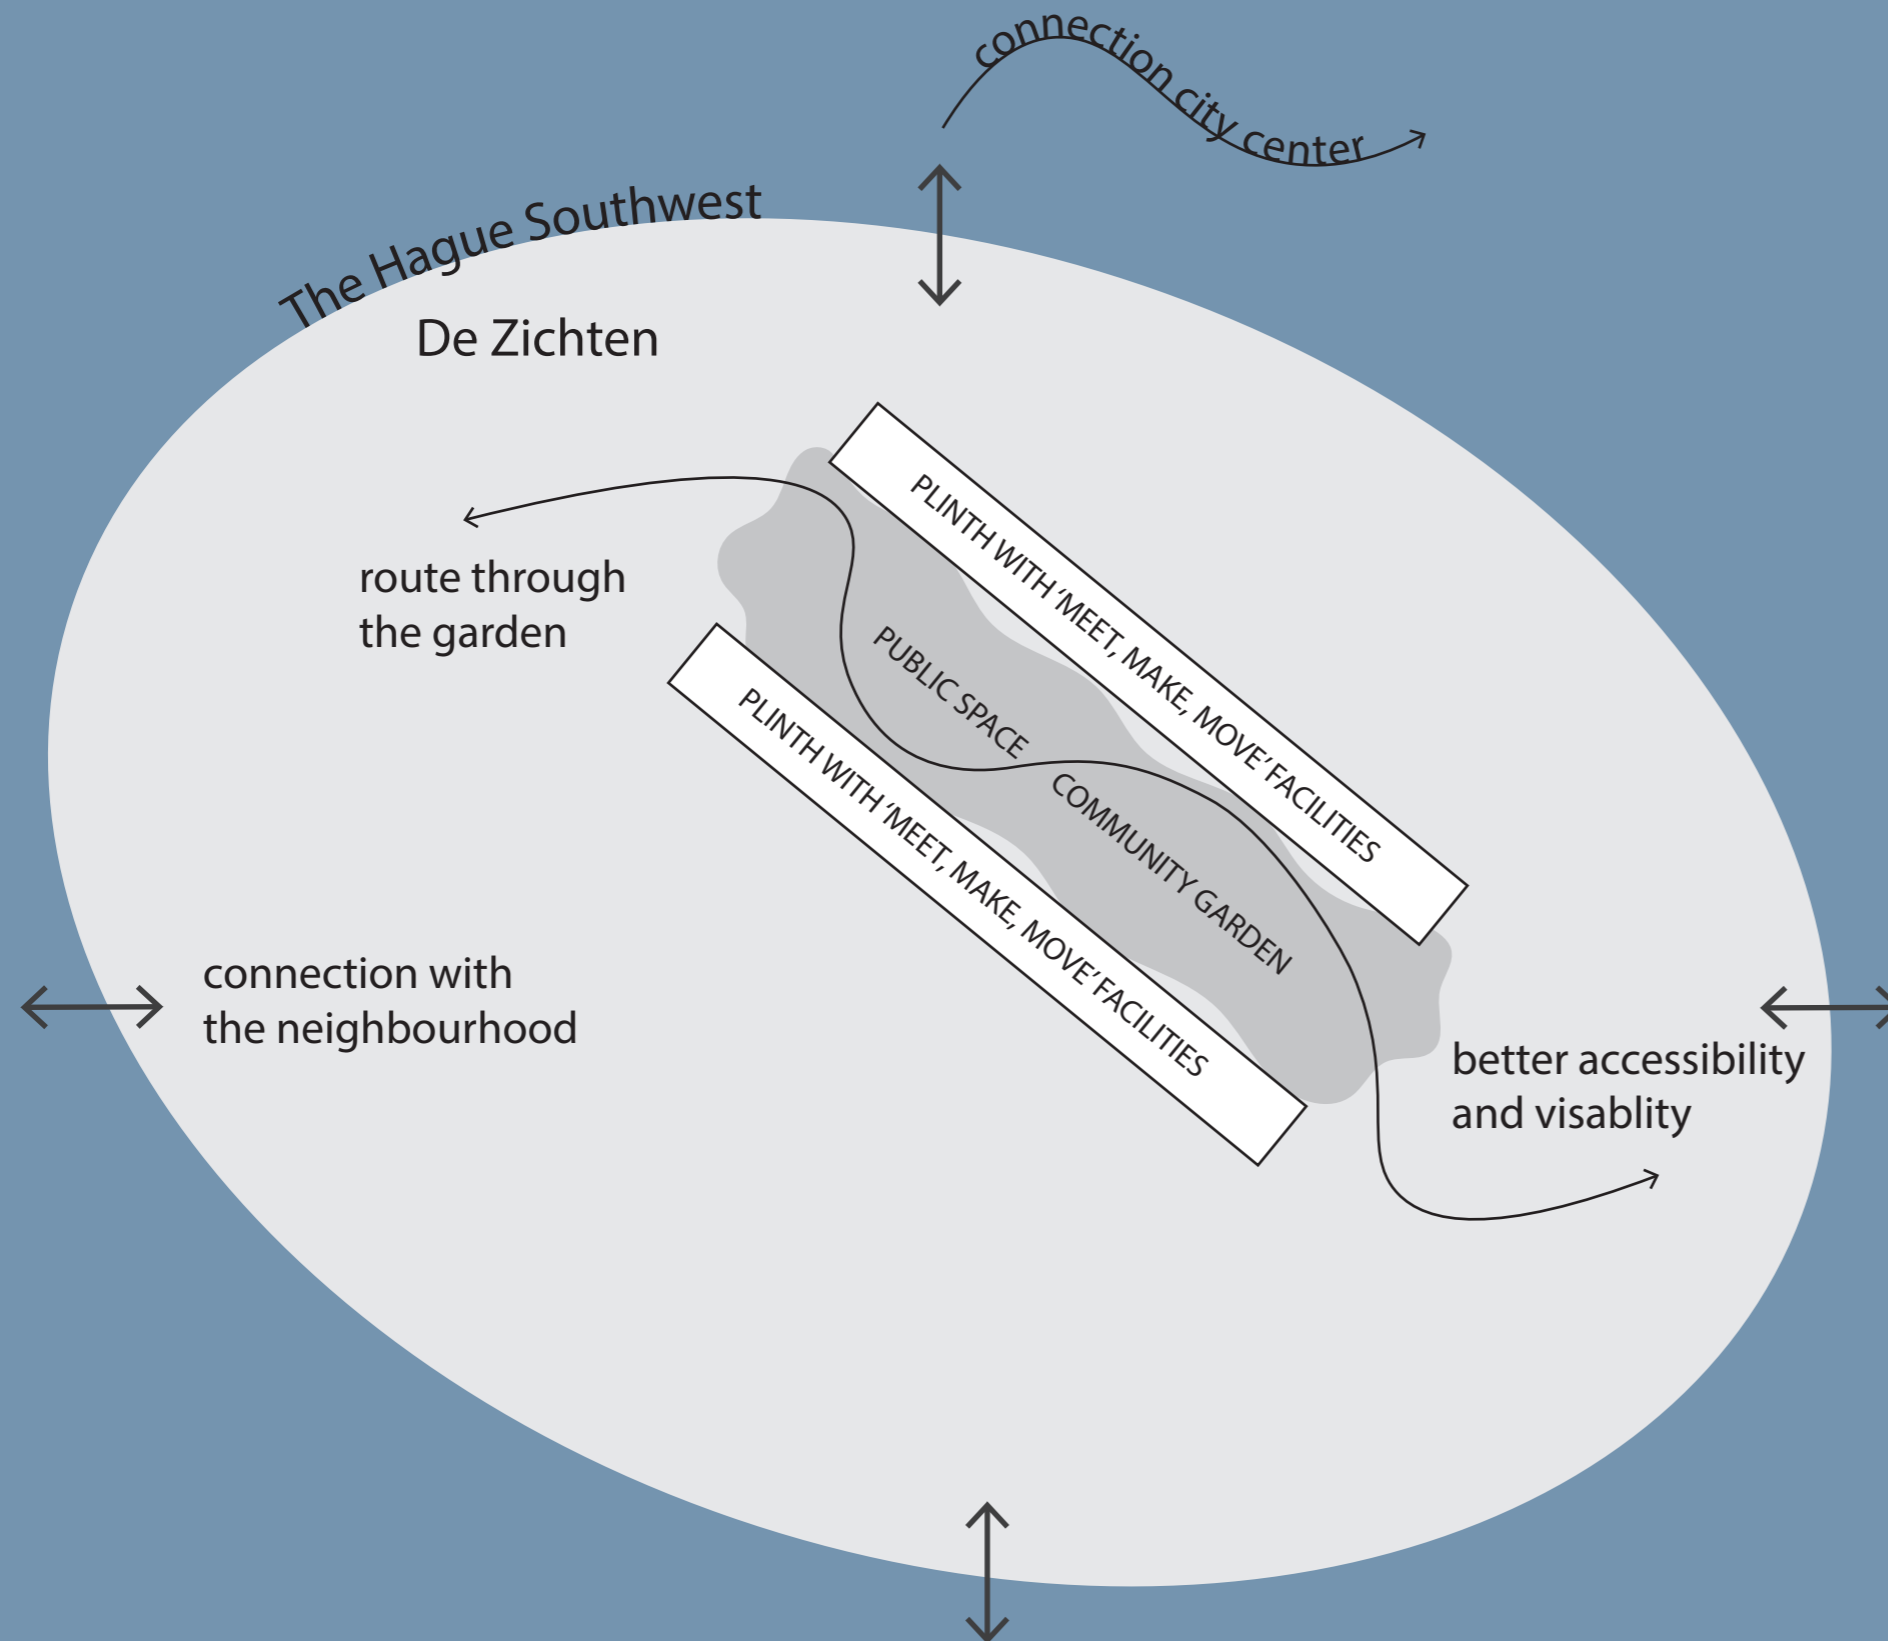 connection city center
The Hague Southwest
De Zichten
PLINTH WITH ‘MEET, MAKE, MOVE’ FACILITIES
route through
the garden
PUBLIC SPACE
COMMUNITY GARDEN
PLINTH WITH ‘MEET, MAKE, MOVE’ FACILITIES
connection with
the neighbourhood
better accessibility
and visablity